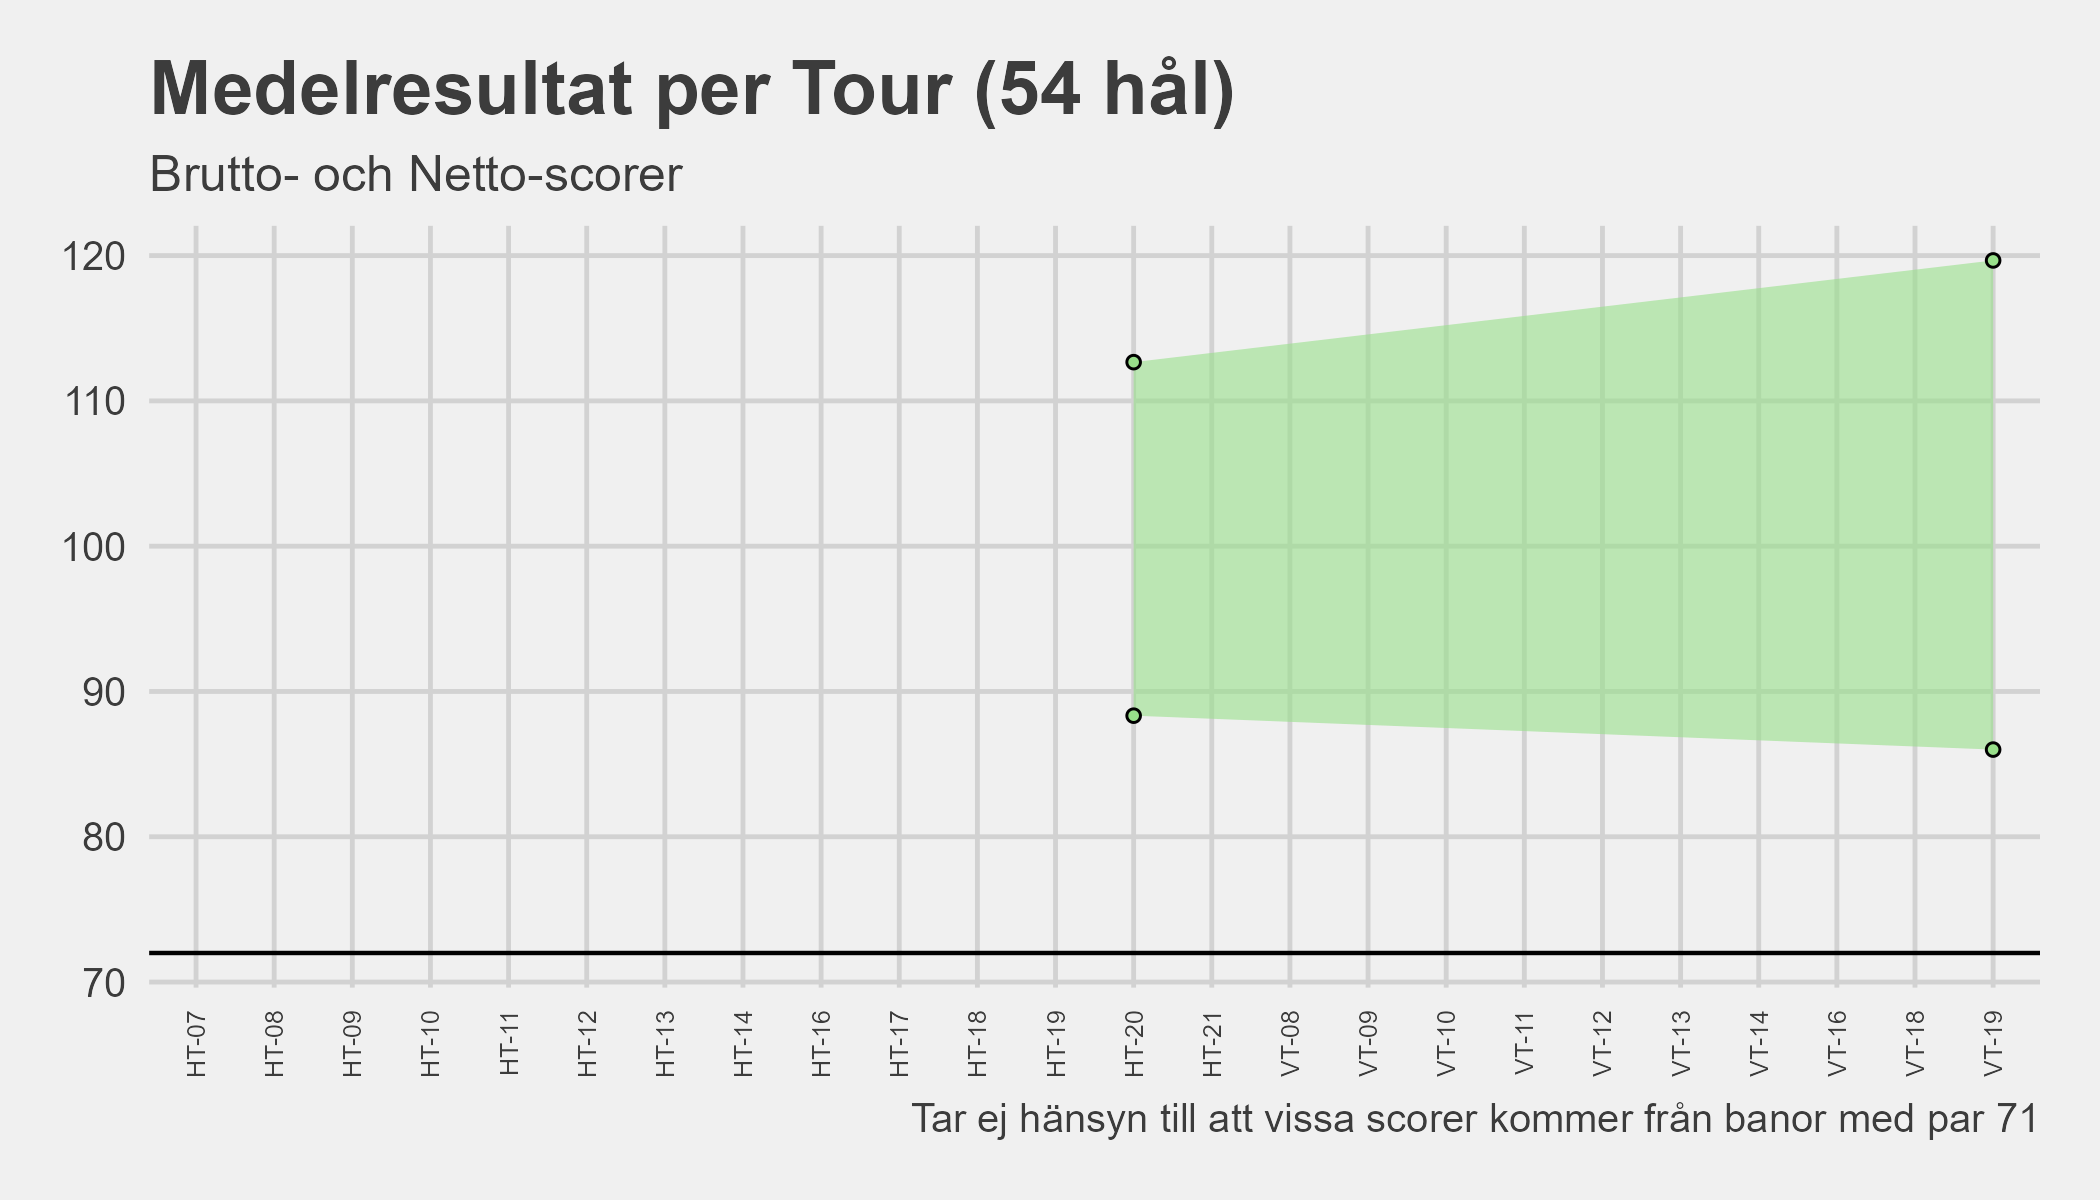 Medelresultat per Tour (54 hål)
Brutto- och Netto-scorer
120
110
100
90
80
70
HT-07 HT-08 HT-09 HT-10 HT-11 HT-12 HT-13 HT-14 HT-16 HT-17 HT-18 HT-19 HT-20 HT-21 VT-08 VT-09 VT-10 VT-11 VT-12 VT-13 VT-14 VT-16 VT-18 VT-19
Tar ej hänsyn till att vissa scorer kommer från banor med par 71